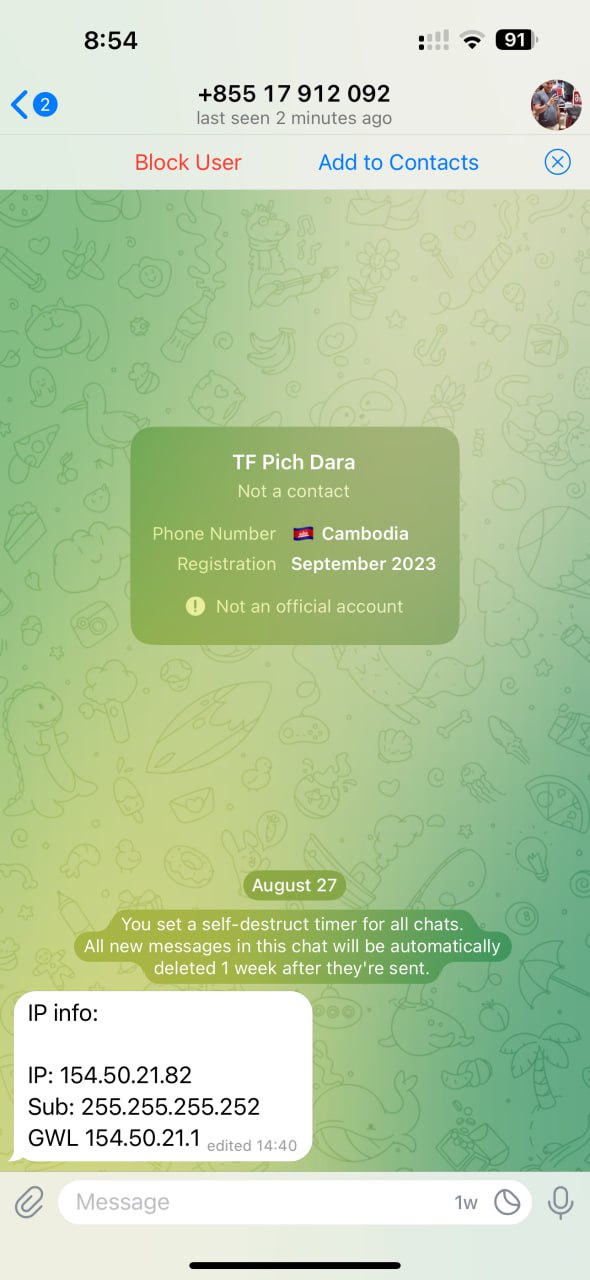 8:54
91
2
+855 17 912 092
last seen 2 minutes ago
Block User
Add to Contacts
TF Pich Dara
Not a contact
Phone Number 🇰🇭 Cambodia
Registration September 2023
! Not an official account
August 27
You set a self-destruct timer for all chats.
All new messages in this chat will be automatically
deleted 1 week after they're sent.
IP info:
IP: 154.50.21.82
Sub: 255.255.255.252
GWL 154.50.21.1 edited 14:40
Message
1w